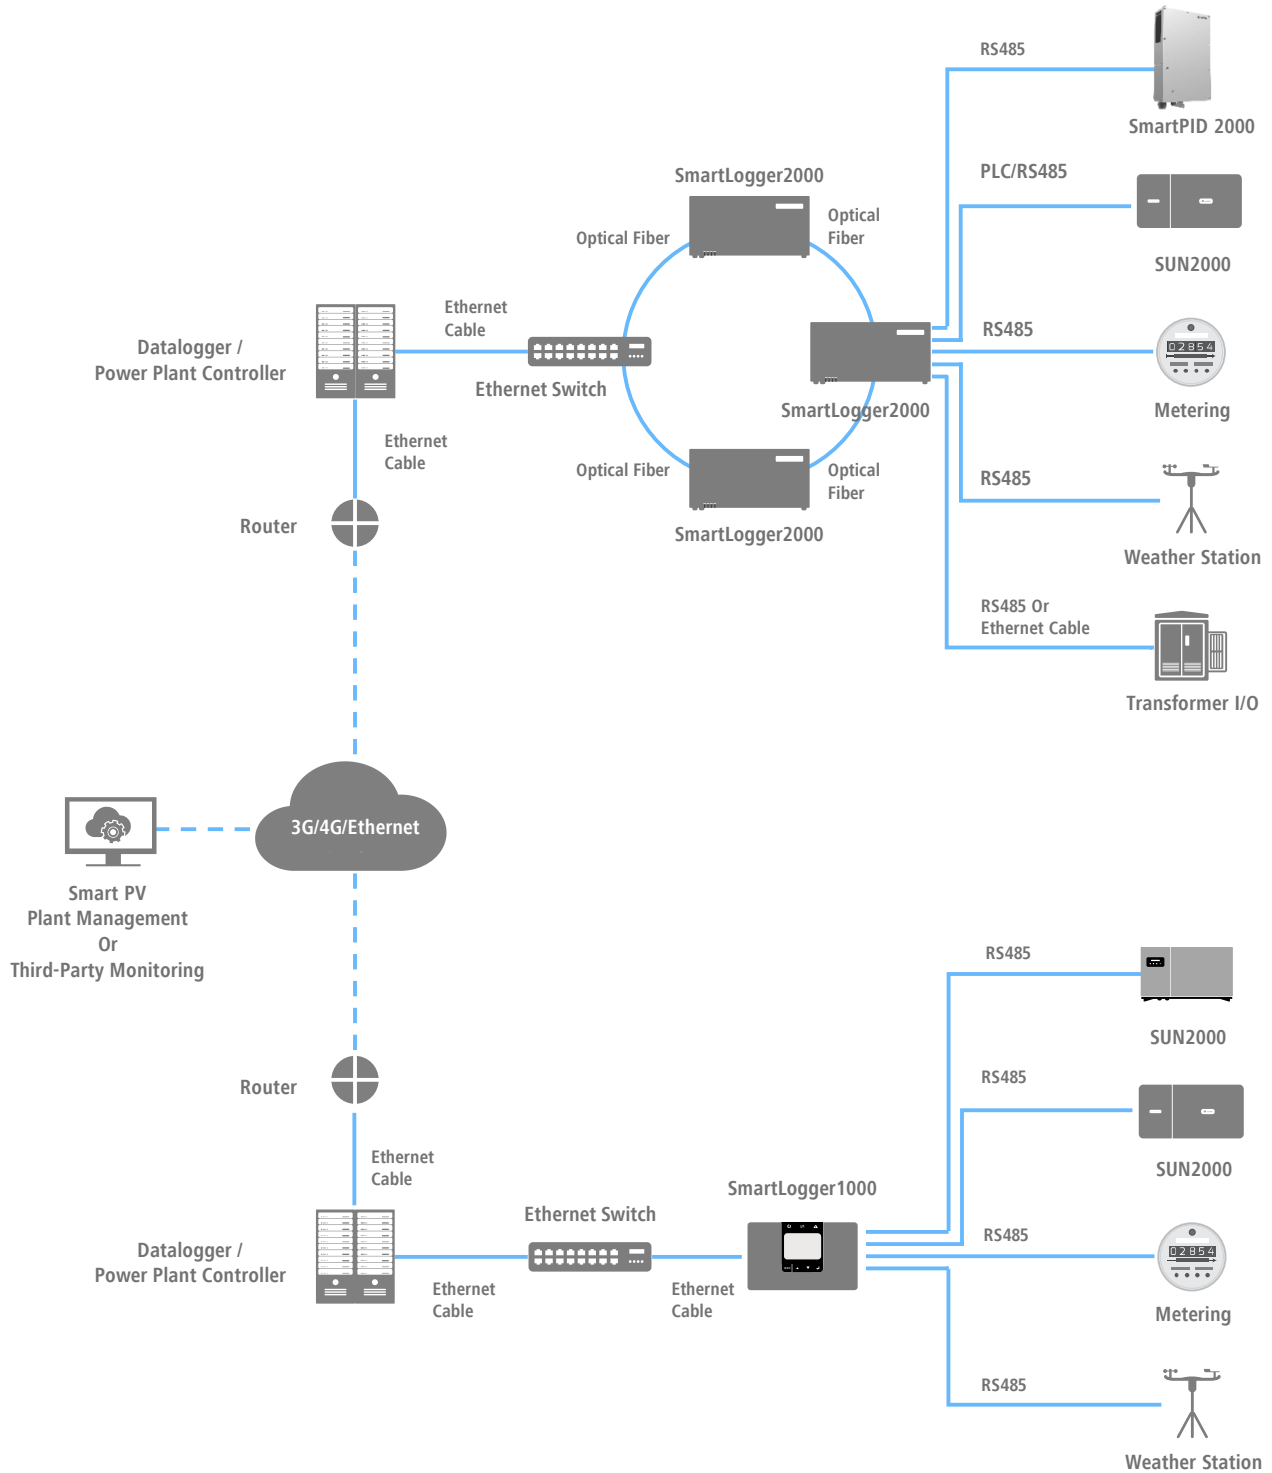 RS485
SmartPID 2000
SmartLogger2000
PLC/RS485
Optical
Fiber
Optical Fiber
SUN2000
Ethernet
Cable
RS485
02854
Datalogger /
Power Plant Controller
Ethernet Switch
SmartLogger2000
Metering
Ethernet
Cable
Optical Fiber
Optical
Fiber
RS485
Router
SmartLogger2000
Weather Station
RS485 Or
Ethernet Cable
Transformer I/O
3G/4G/Ethernet
Smart PV
Plant Management
Or
Third-Party Monitoring
RS485
SUN2000
RS485
Router
Ethernet
Cable
SUN2000
SmartLogger1000
Ethernet Switch
RS485
02854
Datalogger /
Power Plant Controller
Ethernet
Cable
Ethernet
Cable
Metering
RS485
Weather Station